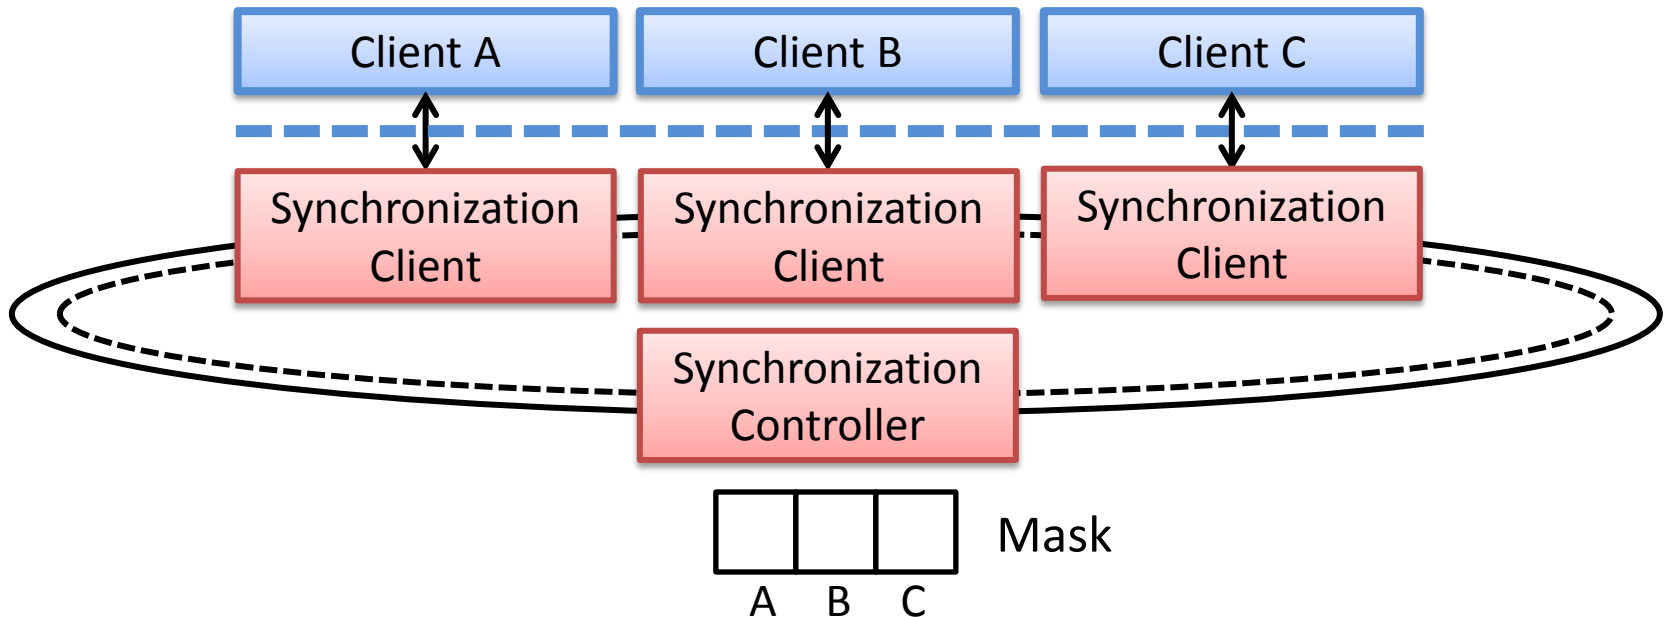 Client A
Client B
Client C
Synchronization
Client
Synchronization
Client
Synchronization
Client
Synchronization
Controller
Mask
A
B
C